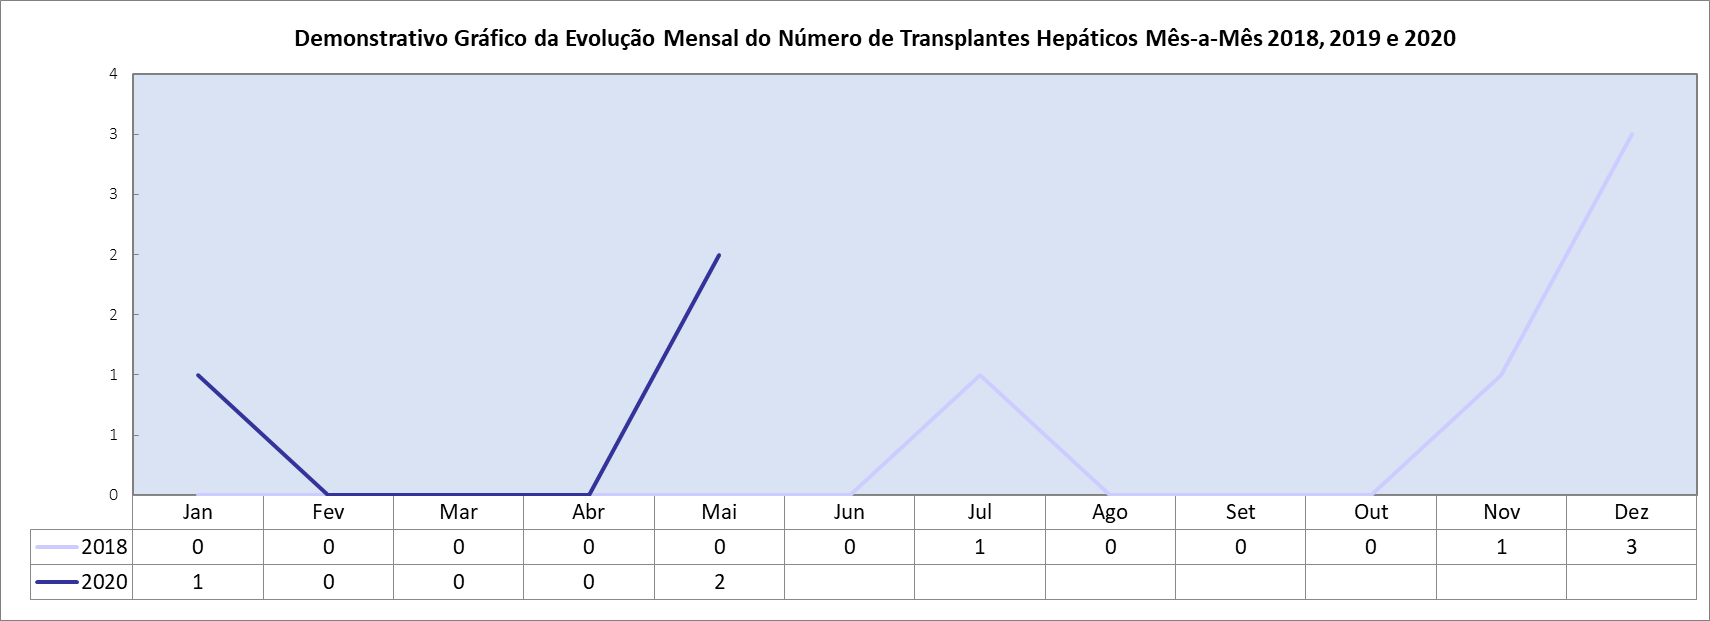 Demonstrativo Gráfico da Evolução Mensal do Número de Transplantes Hepáticos Mês-a-Mês 2018, 2019 e 2020
4
3
3
2
2
1
1
0
Jan Fev Mar Abr Mai Jun Jul Ago Set Out Nov Dez
2018 0 0 0 0 0 0 1 0 0 0 1 3
2020 1 0 0 0 2